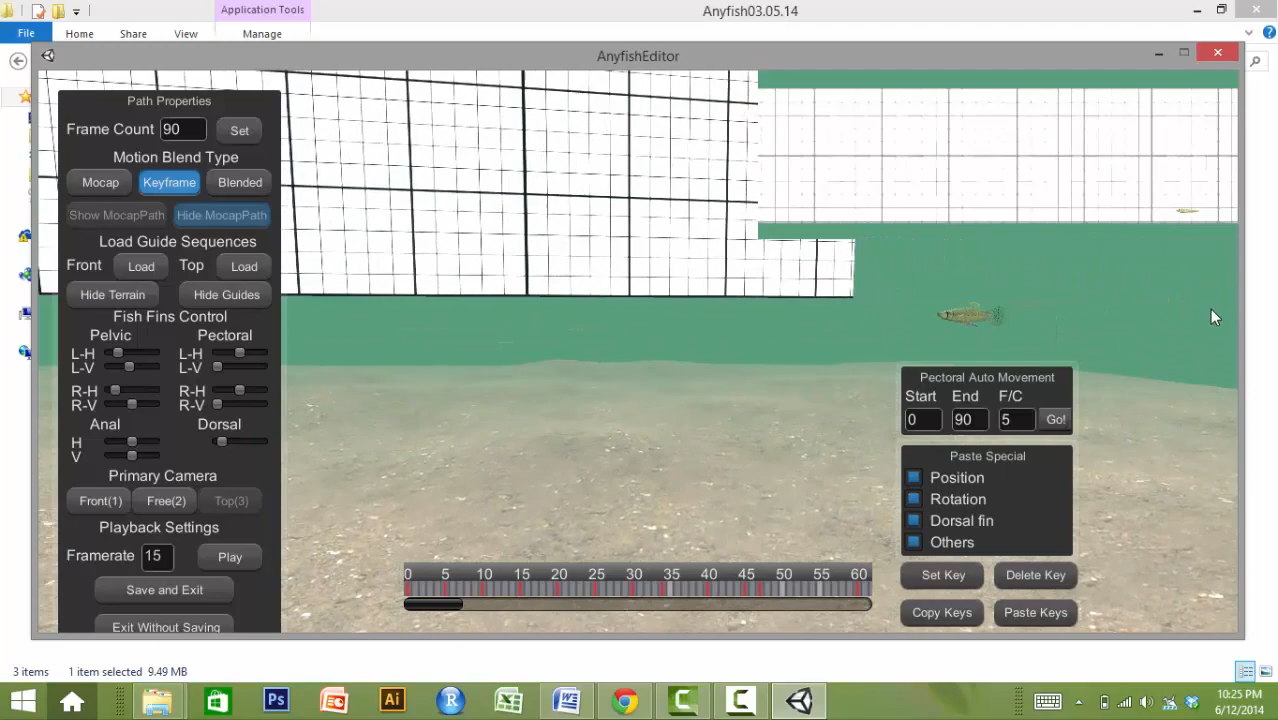 Application Tools
Anyfish03.05.14
File
Home
Share
View
Manage
AnyfishEditor
Path Properties
Frame Count 90 Set
Motion Blend Type
Mocap Keyframe Blended
Show MocapPath Hide MocapPath
Load Guide Sequences
Front Load Top Load
Hide Terrain Hide Guides
Fish Fins Control
Pelvic Pectoral
L-H L-H
L-V L-V
R-H R-H
R-V R-V
Anal Dorsal
H
V
Primary Camera
Front(1) Free(2) Top(3)
Playback Settings
Framerate 15 Play
Save and Exit
Exit Without Saving
Pectoral Auto Movement
Start End F/C
0 90 5 Go!
Paste Special
Position
Rotation
Dorsal fin
Others
0 5 10 15 20 25 30 35 40 45 50 55 60
Set Key Delete Key
Copy Keys Paste Keys
3 items 1 item selected 9.49 MB
Ps
Ai
R
10:25 PM
6/12/2014